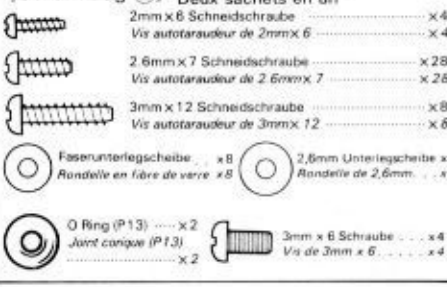 Deux sachets en un
2mm x 6 Schneidschraube ×4
Vis autotaraudeur de 2mm x 6 ×4
2.6mm x 7 Schneidschraube ×28
Vis autotaraudeur de 2.6mm x 7 ×28
3mm x 12 Schneidschraube ×8
Vis autotaraudeur de 3mm x 12 ×8
Faserunterlegscheibe . . ×8
Rondelle en fibre de verre ×8
2,6mm Unterlegscheibe x
Rondelle de 2,6mm. . . x
O Ring (P13) ····· × 2
Joint conique (P13)
····· × 2
3mm x 6 Schraube . . . . x4
Vis de 3mm x 6 . . . . . . x4